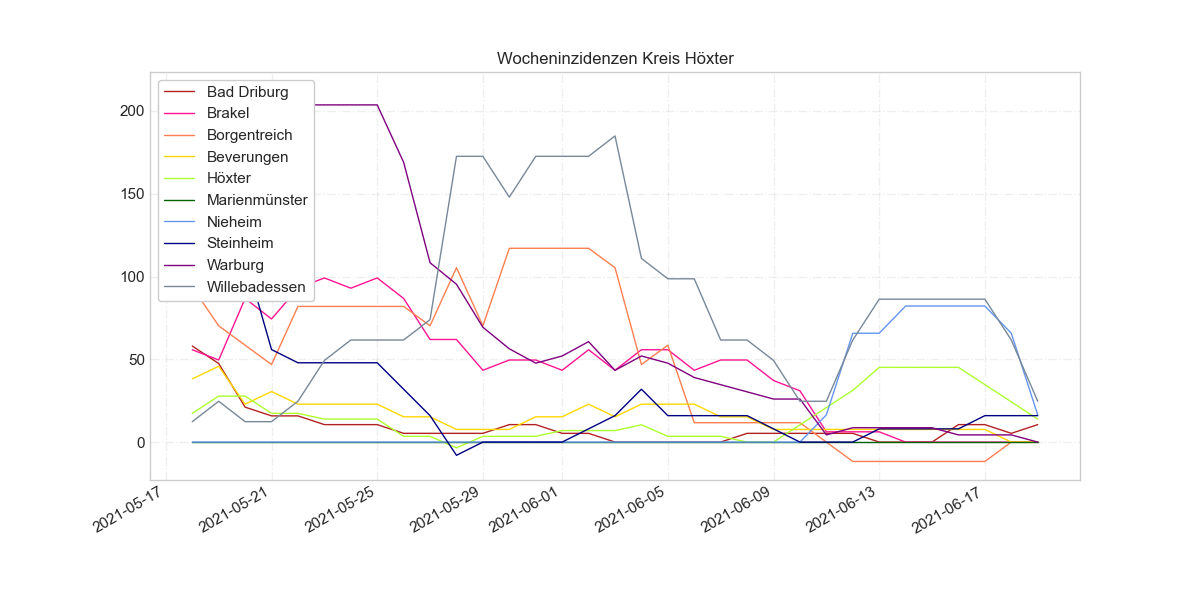 Wocheninzidenzen Kreis Höxter
Bad Driburg
Brakel
Borgentreich
Beverungen
Höxter
Marienmünster
Nieheim
Steinheim
Warburg
Willebadessen
200
150
100
50
0
2021-05-17
2021-05-21
2021-05-25
2021-05-29
2021-06-01
2021-06-05
2021-06-09
2021-06-13
2021-06-17